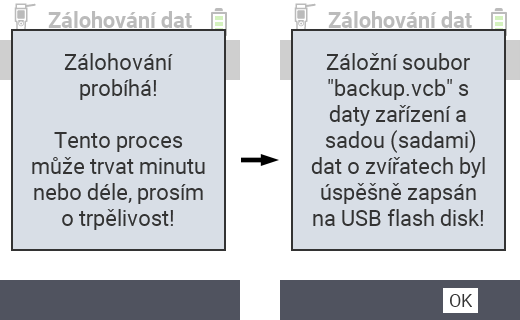 Zálohování dat
Zálohování
probíhá!
Tento proces
může trvat minutu
nebo déle, prosím
o trpělivost!
Zálohování dat
Záložní soubor
"backup.vcb" s
daty zařízení a
sadou (sadami)
dat o zvířatech byl
úspěšně zapsán
na USB flash disk!
OK